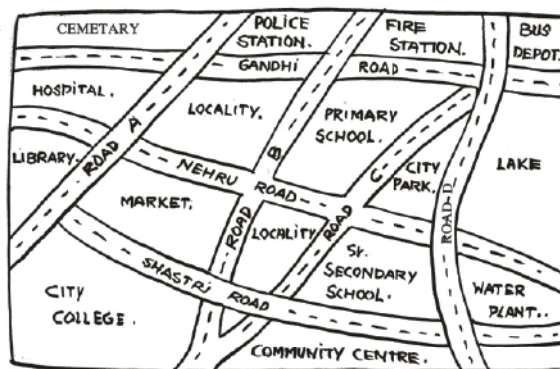 CEMETARY
POLICE
STATION.
FIRE
STATION.
BUS
DEPOT.
GANDHI ROAD
HOSPITAL.
LOCALITY.
PRIMARY
SCHOOL.
LIBRARY.
ROAD A
NEHRU ROAD
ROAD B
ROAD C
CITY
PARK.
ROAD-D
LAKE
MARKET.
LOCALITY
Sr.
SECONDARY
SCHOOL.
SHASTRI ROAD
WATER
PLANT..
CITY
COLLEGE.
COMMUNITY CENTRE.